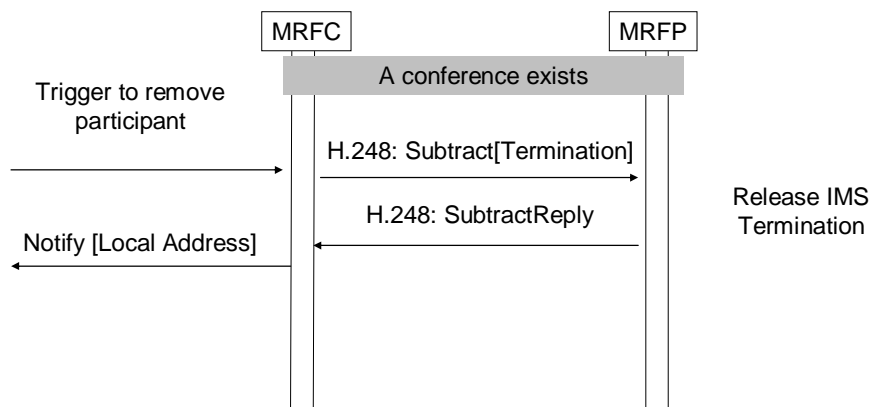 MRFC
MRFP
A conference exists
Trigger to remove
participant
H.248: Subtract[Termination]
H.248: SubtractReply
Release IMS
Termination
Notify [Local Address]